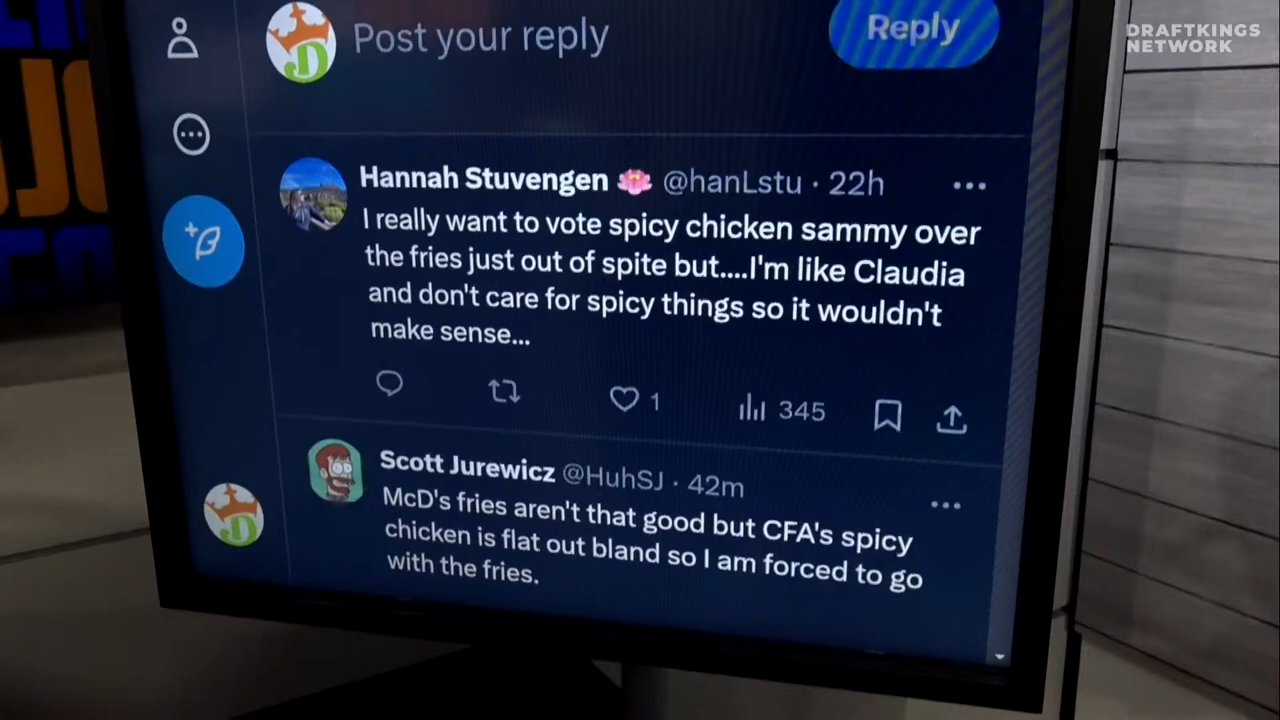 DRAFTKINGS
NETWORK
Post your reply
Reply
Hannah Stuvengen 🪷 @hanLstu · 22h
I really want to vote spicy chicken sammy over
the fries just out of spite but....I'm like Claudia
and don't care for spicy things so it wouldn't
make sense...
1
345
Scott Jurewicz @HuhSJ · 42m
McD's fries aren't that good but CFA's spicy
chicken is flat out bland so I am forced to go
with the fries.